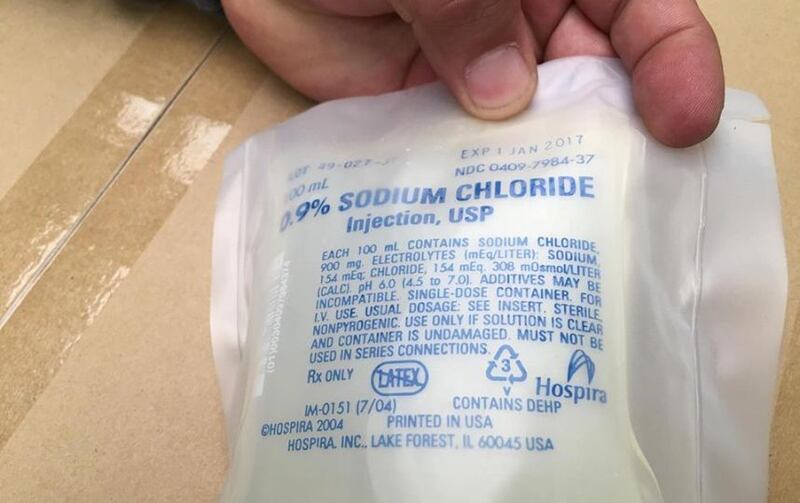 49-027-
EXP 1 JAN 2017
NDC 0409-7984-37
00 mL
0.9% SODIUM CHLORIDE
Injection, USP
EACH 100 mL CONTAINS SODIUM CHLORIDE,
900 mg. ELECTROLYTES (mEq/LITER): SODIUM,
154 mEq; CHLORIDE, 154 mEq. 308 mOsmol/LITER
(CALC). pH 6.0 (4.5 to 7.0). ADDITIVES MAY BE
INCOMPATIBLE. SINGLE-DOSE CONTAINER. FOR
I.V. USE. USUAL DOSAGE: SEE INSERT. STERILE,
NONPYROGENIC. USE ONLY IF SOLUTION IS CLEAR
AND CONTAINER IS UNDAMAGED. MUST NOT BE
USED IN SERIES CONNECTIONS.
Rx ONLY
LATEX
3
V
Hospira
IM-0151 (7/04)
CONTAINS DEHP
©HOSPIRA 2004
PRINTED IN USA
HOSPIRA, INC., LAKE FOREST, IL 60045 USA